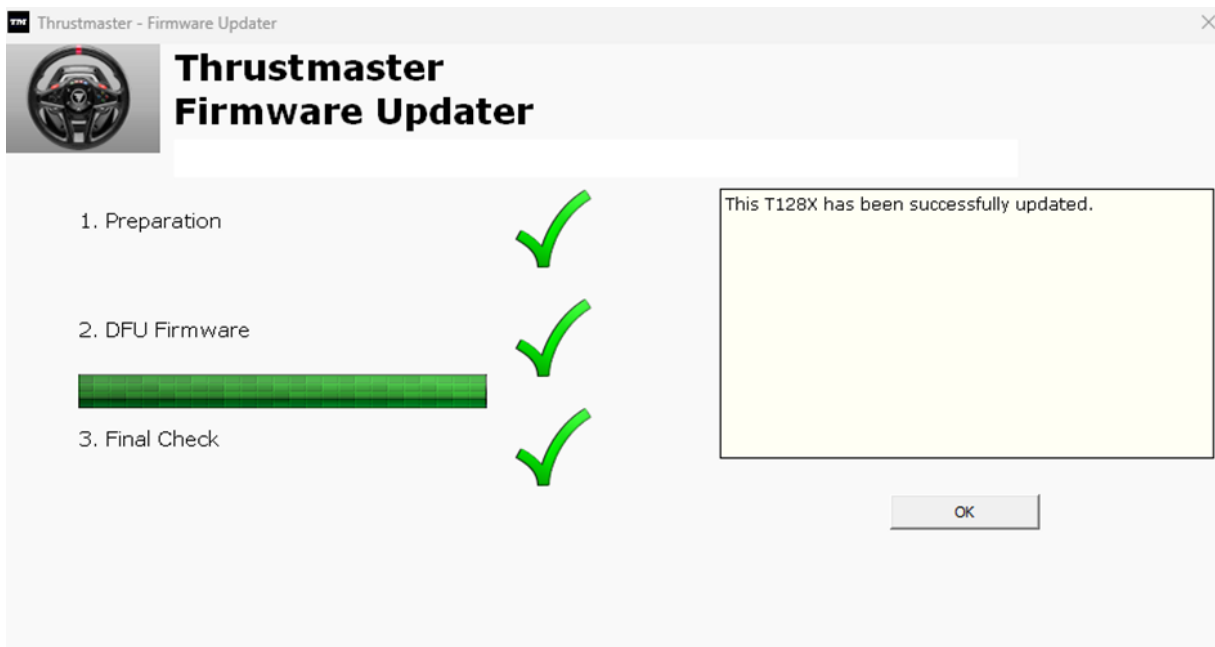 TM Thrustmaster - Firmware Updater
Thrustmaster
Firmware Updater
1. Preparation
This T128X has been successfully updated.
2. DFU Firmware
3. Final Check
OK